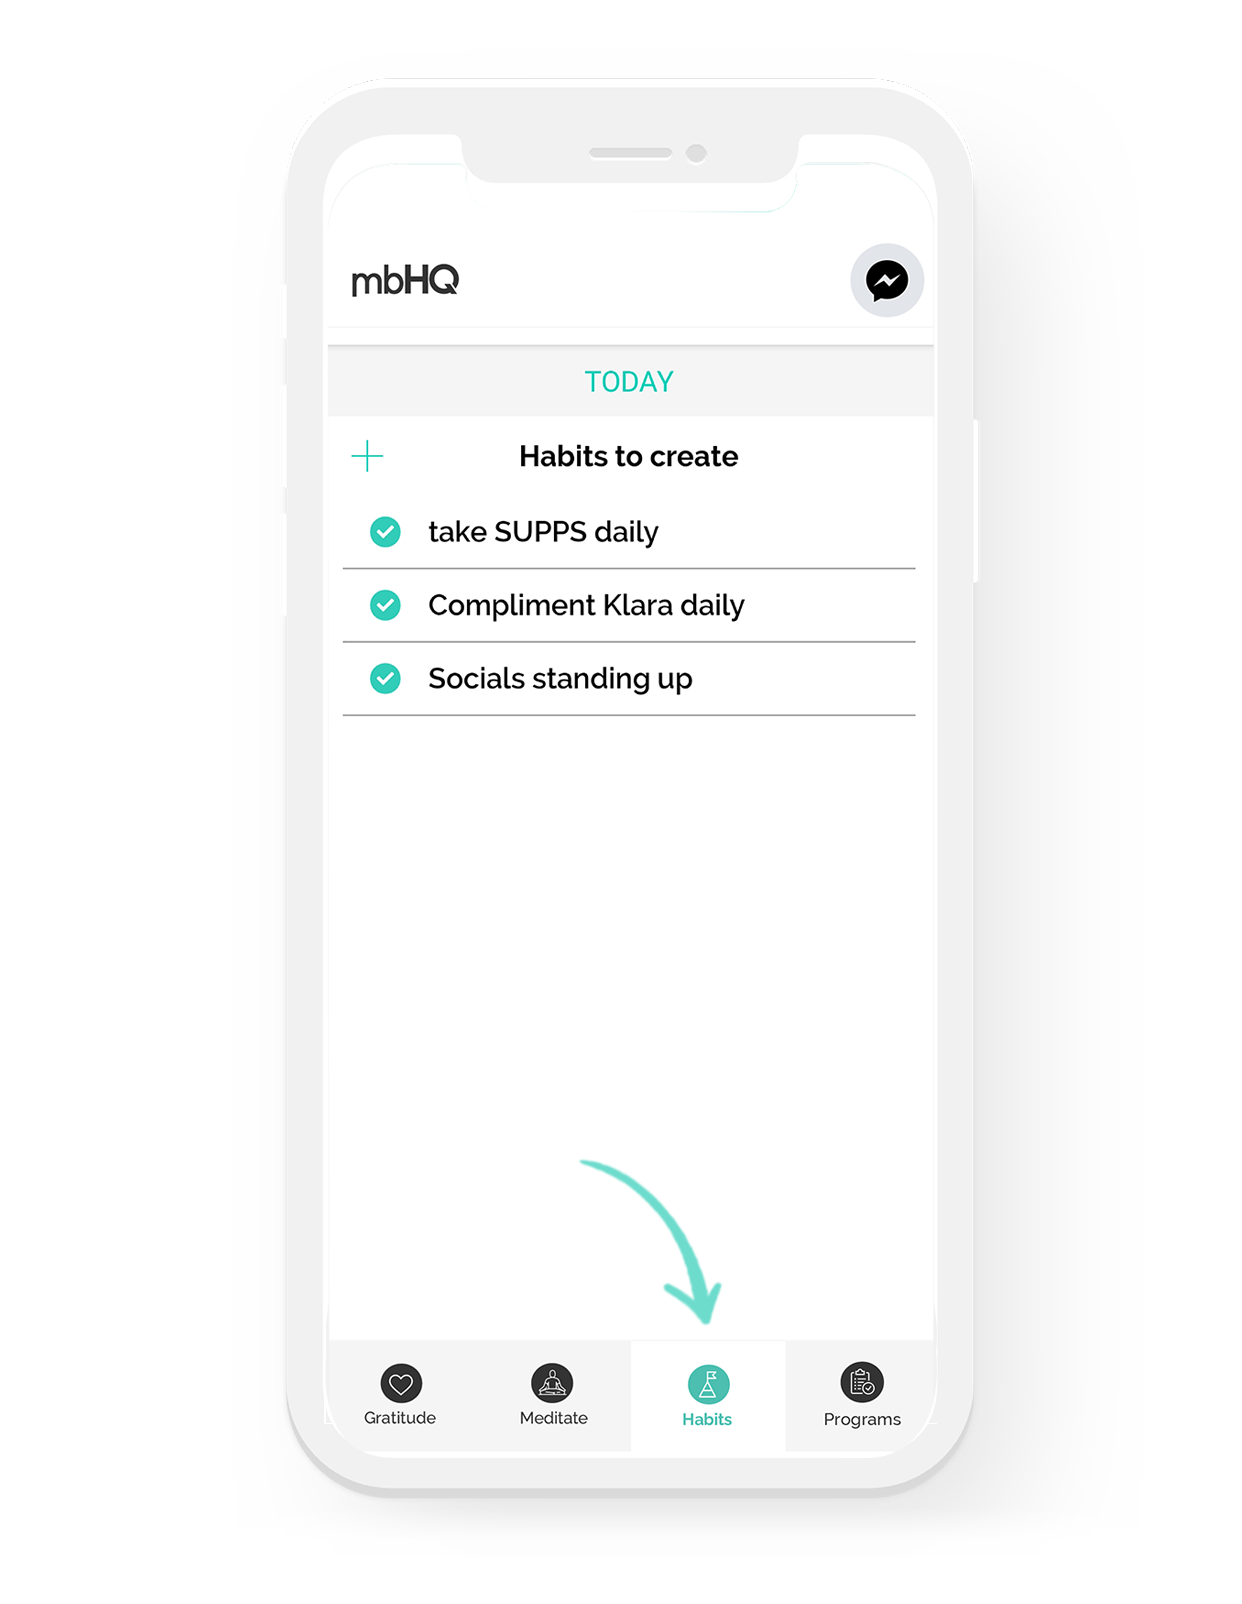 mbHQ
TODAY
Habits to create
take SUPPS daily
Compliment Klara daily
Socials standing up
Gratitude
Meditate
Habits
Programs